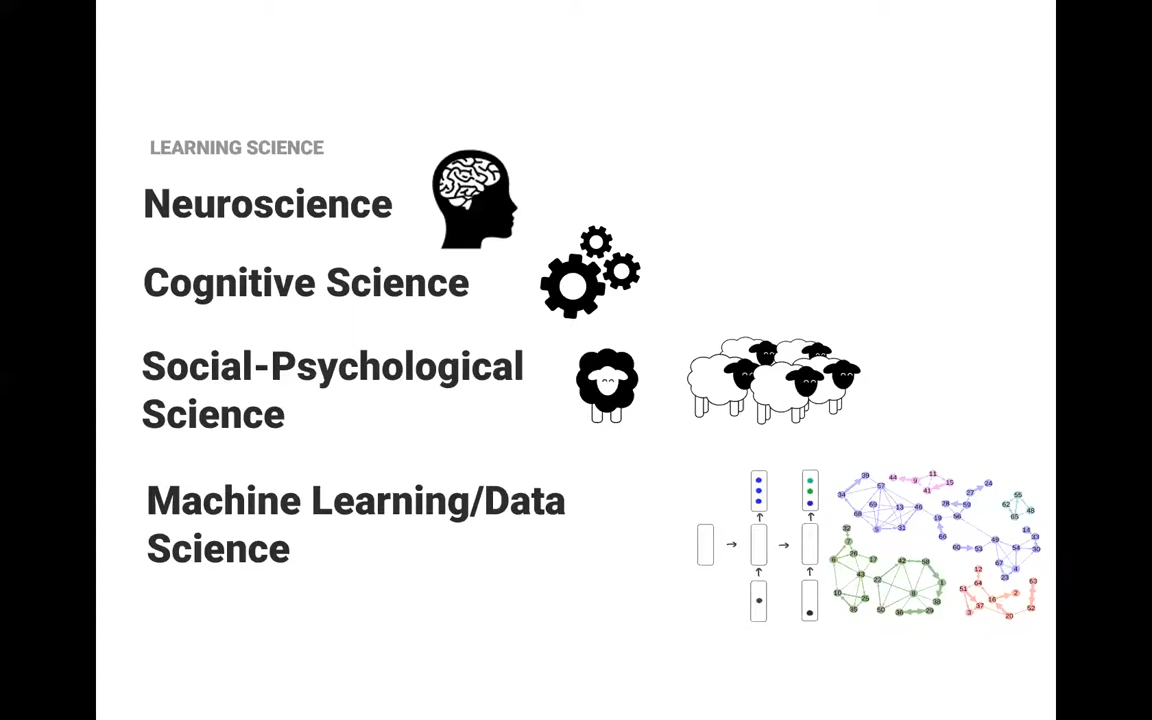 LEARNING SCIENCE
Neuroscience
Cognitive Science
Social-Psychological
Science
Machine Learning/Data
Science